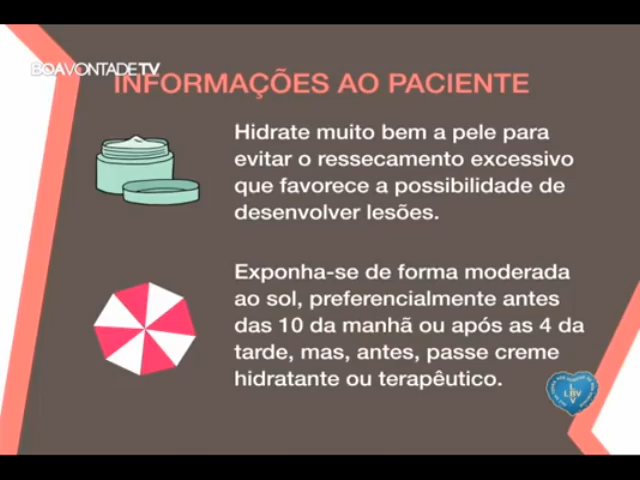 BOAVONTADETV
INFORMAÇÕES AO PACIENTE
Hidrate muito bem a pele para
evitar o ressecamento excessivo
que favorece a possibilidade de
desenvolver lesões.
Exponha-se de forma moderada
ao sol, preferencialmente antes
das 10 da manhã ou após as 4 da
tarde, mas, antes, passe creme
hidratante ou terapêutico.
LBV